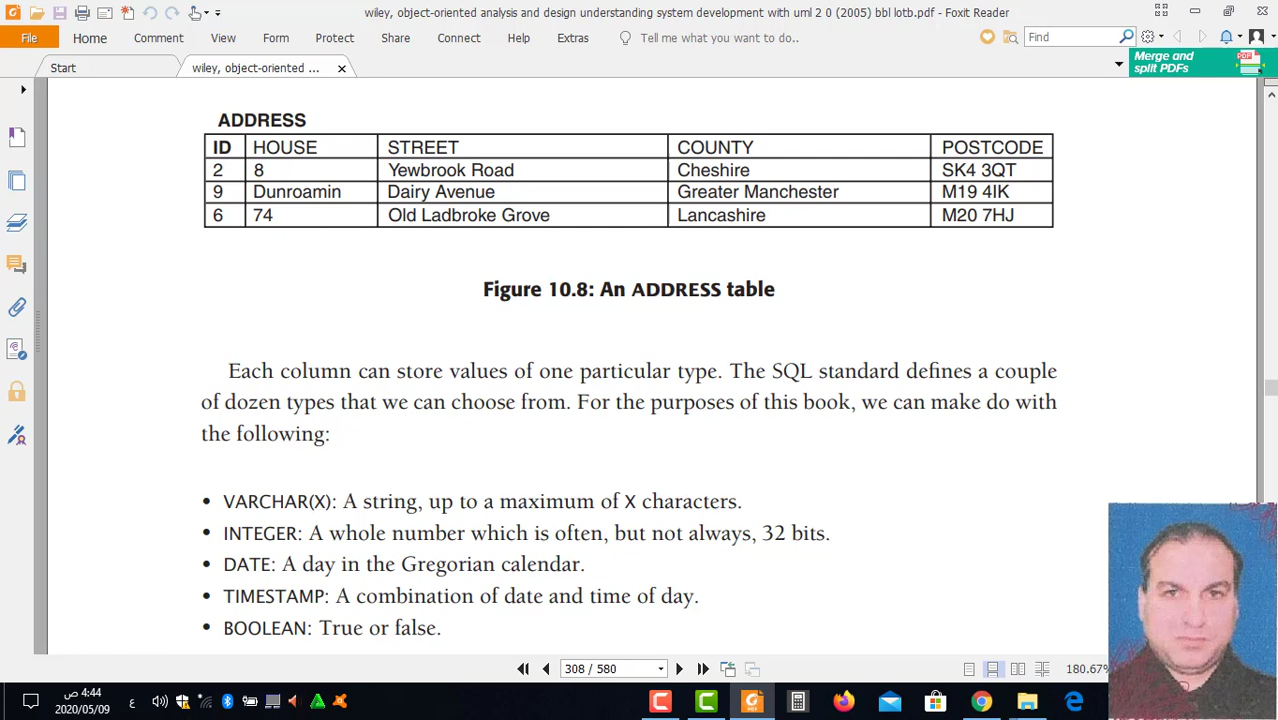 wiley, object-oriented analysis and design understanding system development with uml 2 0 (2005) bbl lotb.pdf - Foxit Reader
File Home Comment View Form Protect Share Connect Help Extras Tell me what you want to do.. Find
Start wiley, object-oriented ... Merge and
split PDFs
ADDRESS
ID HOUSE STREET COUNTY POSTCODE
2 8 Yewbrook Road Cheshire SK4 3QT
9 Dunroamin Dairy Avenue Greater Manchester M19 4IK
6 74 Old Ladbroke Grove Lancashire M20 7HJ
Figure 10.8: An ADDRESS table
Each column can store values of one particular type. The SQL standard defines a couple
of dozen types that we can choose from. For the purposes of this book, we can make do with
the following:
• VARCHAR(X): A string, up to a maximum of X characters.
• INTEGER: A whole number which is often, but not always, 32 bits.
• DATE: A day in the Gregorian calendar.
• TIMESTAMP: A combination of date and time of day.
• BOOLEAN: True or false.
308 / 580 180.67%
4:44 ص
2020/05/09
ع